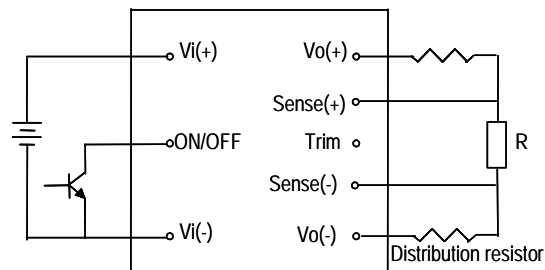 Vi(+)
Vo(+)
Sense(+)
ON/OFF
Trim
R
Sense(-)
Vi(-)
Vo(-)
Distribution resistor